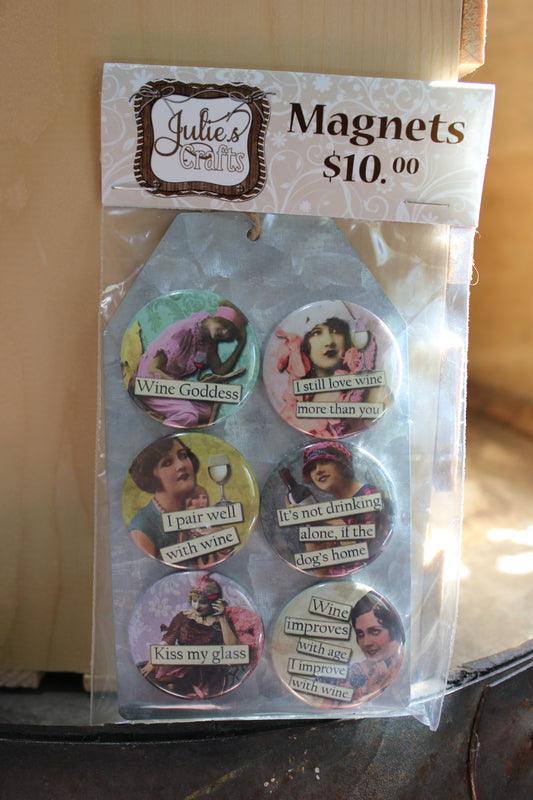 Julie's
Crafts
Magnets
$10.00
Wine Goddess
I still love wine
more than you
I pair well
with wine
It's not drinking
alone, if the
dog's home
Kiss my glass
Wine
improves
with age
I improve
with wine.